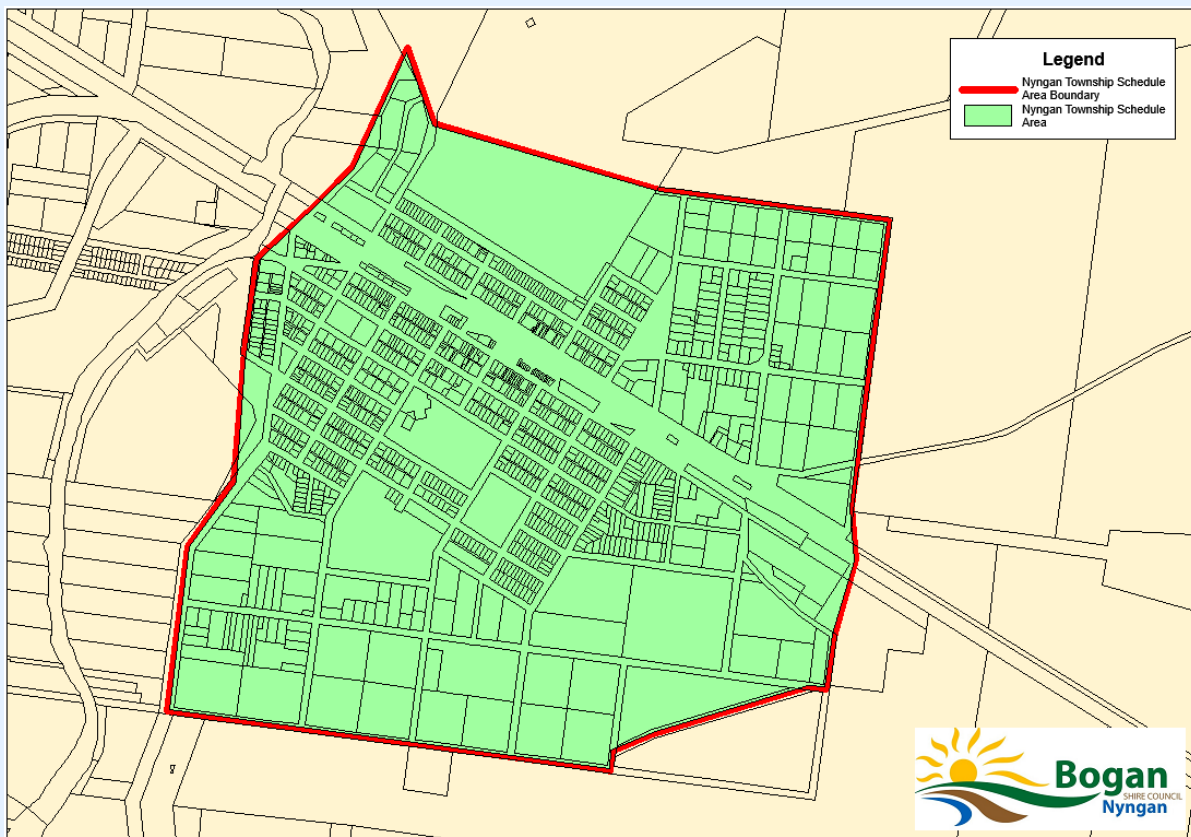 Legend
Nyngan Township Schedule
Area Boundary
Nyngan Township Schedule
Area
Bogan
SHIRE COUNCIL
Nyngan